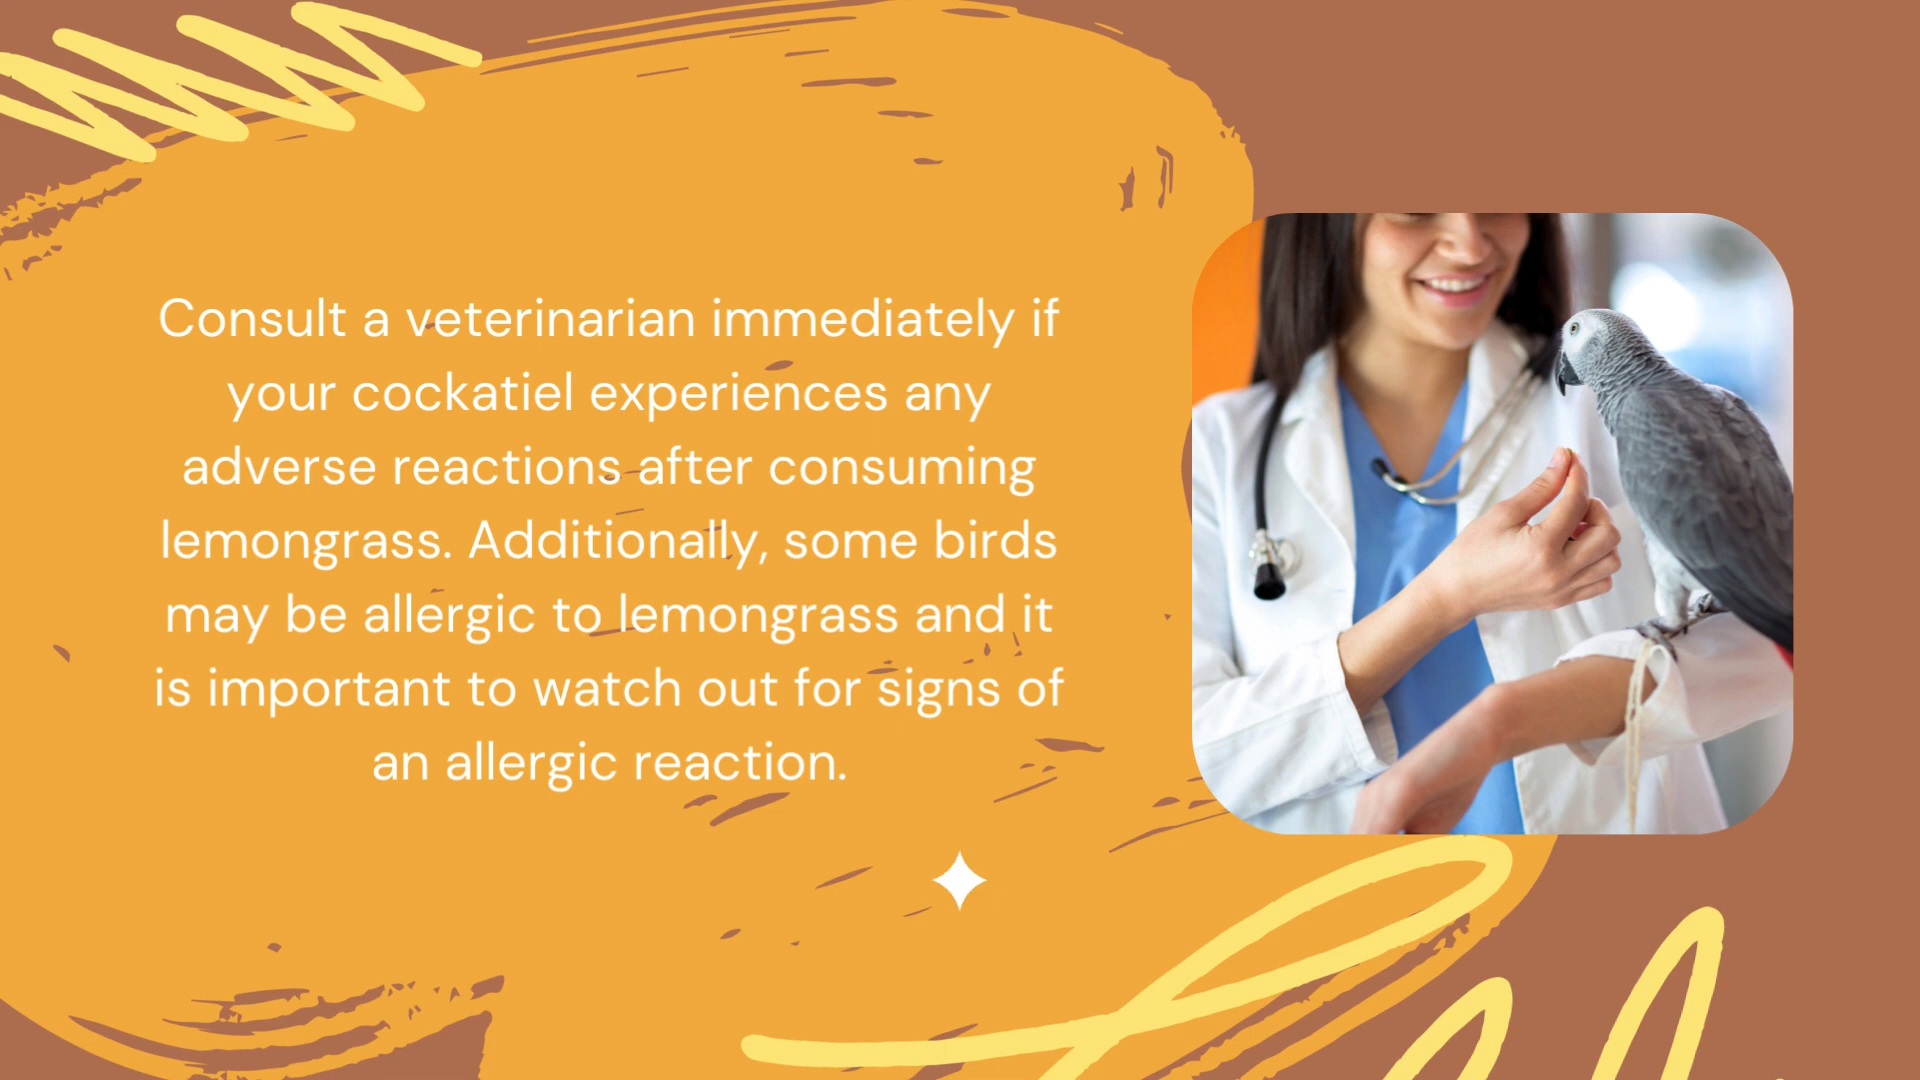 Consult a veterinarian immediately if
your cockatiel experiences any
adverse reactions after consuming
lemongrass. Additionally, some birds
may be allergic to lemongrass and it
is important to watch out for signs of
an allergic reaction.